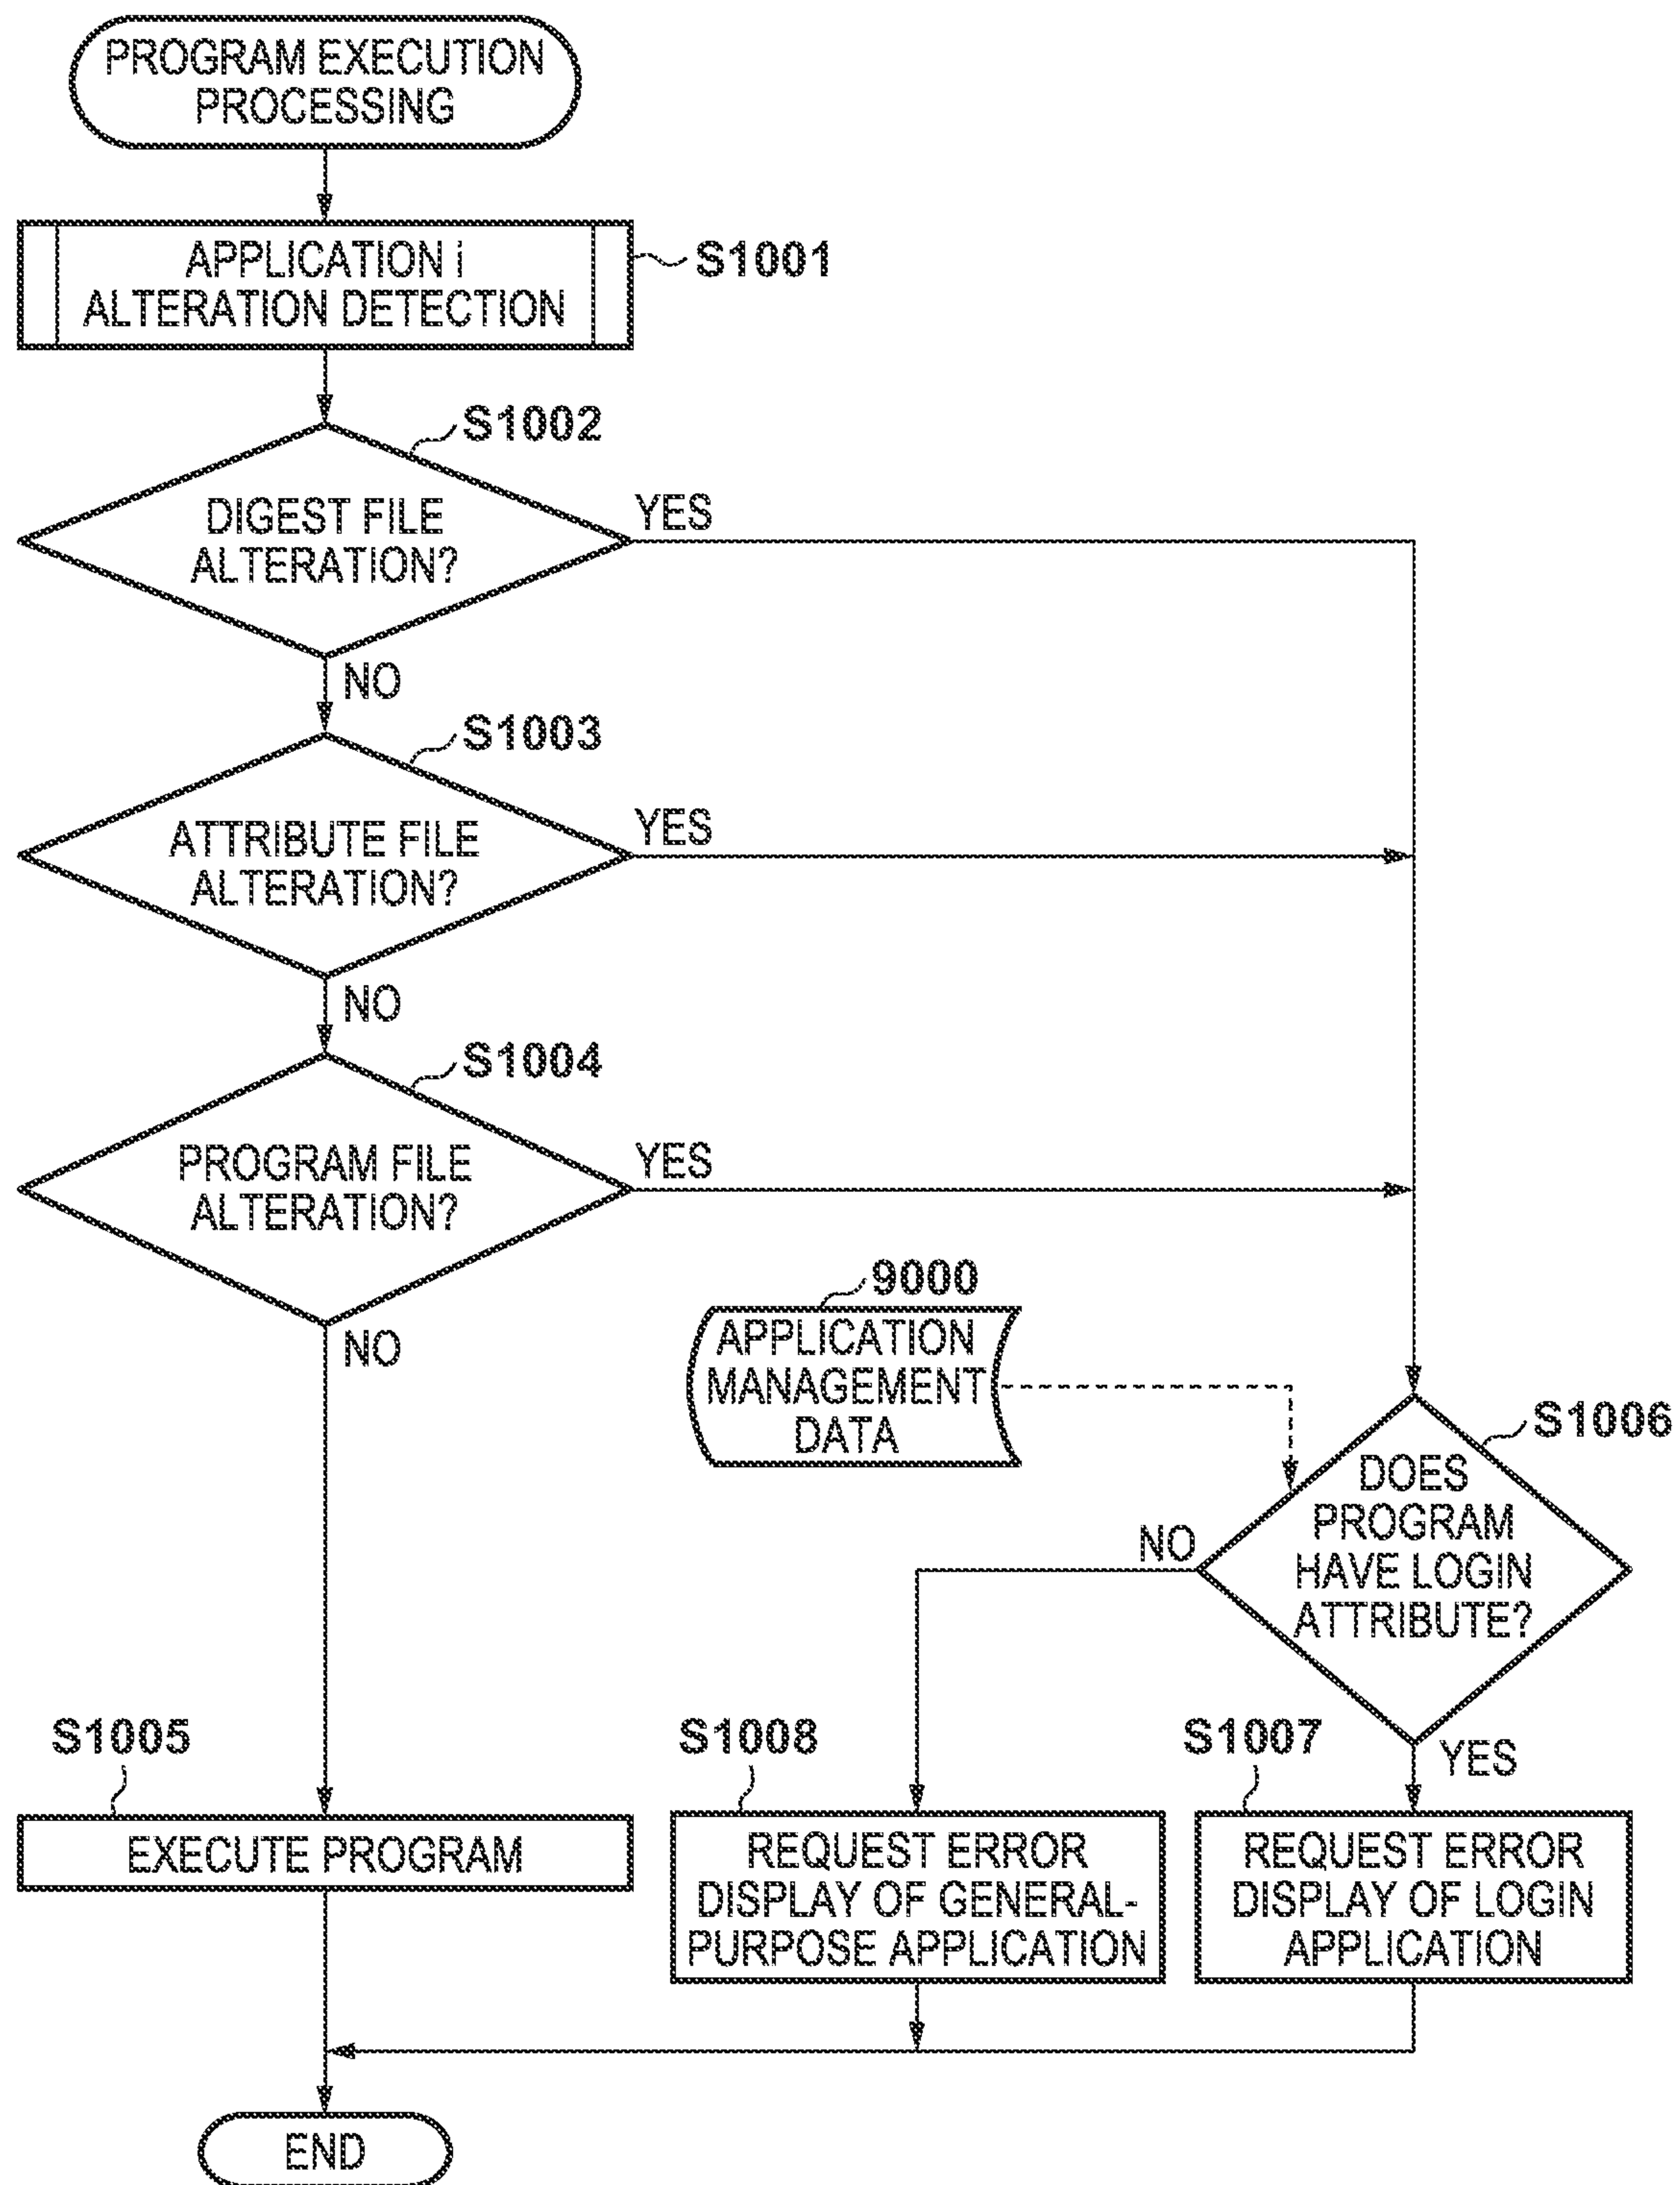 PROGRAM EXECUTION
PROCESSING
APPLICATION i
ALTERATION DETECTION
S1001
S1002
DIGEST FILE
ALTERATION?
YES
NO
S1003
ATTRIBUTE FILE
ALTERATION?
YES
NO
S1004
PROGRAM FILE
ALTERATION?
YES
NO
9000
APPLICATION
MANAGEMENT
DATA
S1006
DOES
PROGRAM
HAVE LOGIN
ATTRIBUTE?
NO
YES
S1005
EXECUTE PROGRAM
S1008
REQUEST ERROR
DISPLAY OF GENERAL-
PURPOSE APPLICATION
S1007
REQUEST ERROR
DISPLAY OF LOGIN
APPLICATION
END